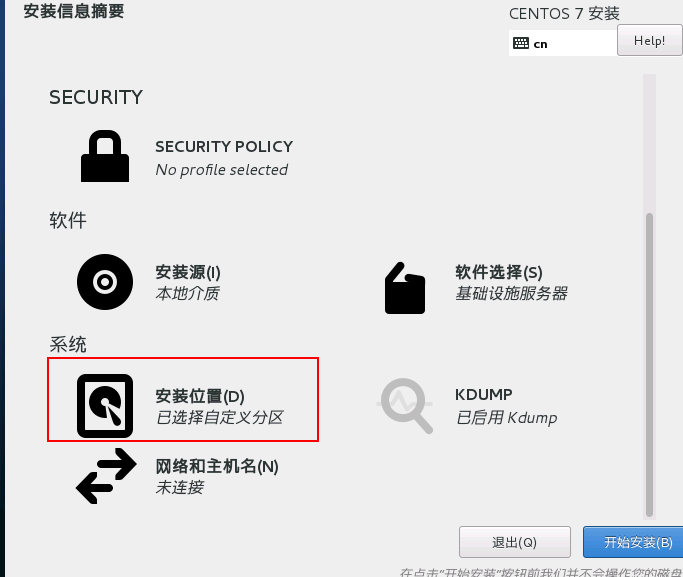 安装信息摘要
CENTOS 7 安装
cn
Help!
SECURITY
SECURITY POLICY
No profile selected
软件
安装源(I)
本地介质
软件选择(S)
基础设施服务器
系统
安装位置(D)
已选择自定义分区
KDUMP
已启用 Kdump
网络和主机名(N)
未连接
退出(Q)
开始安装(B)
在点击“开始安装”按钮前我们并不会操作您的磁盘